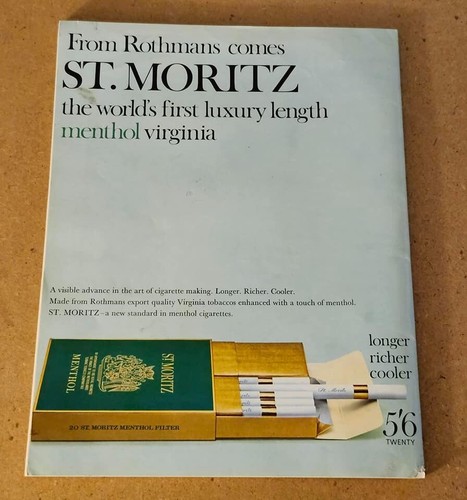 From Rothmans comes
ST. MORITZ
the world's first luxury length
menthol virginia
A visible advance in the art of cigarette making. Longer. Richer. Cooler.
Made from Rothmans export quality Virginia tobaccos enhanced with a touch of menthol.
ST. MORITZ – a new standard in menthol cigarettes.
longer
richer
cooler
ST. MORITZ
MENTHOL
20 ST. MORITZ MENTHOL FILTER
St. Moritz
5'6
TWENTY